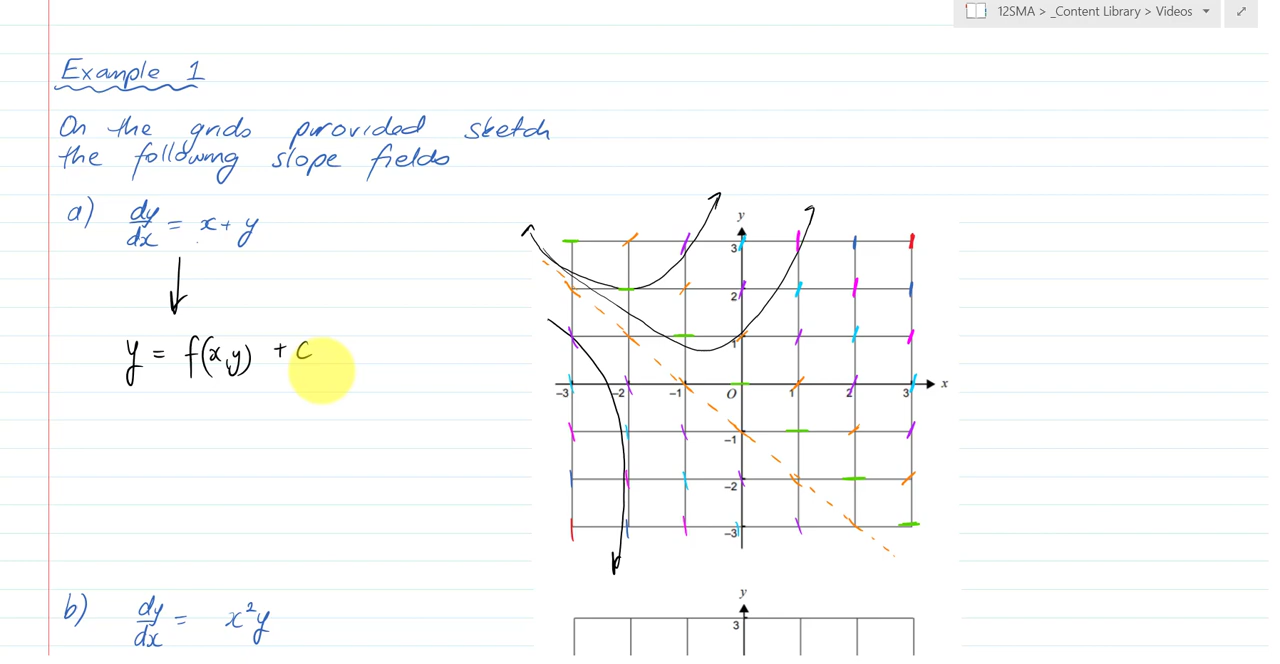 12SMA > _Content Library > Videos
Example 1
On the grids purovided sketch
the following slope fields
a) dy/dx = x + y
y = f(x,y) + c
y
3
2
1
-3 -2 -1 O 1 2 3 x
-1
-2
-3
b) dy/dx = x²y
y
3